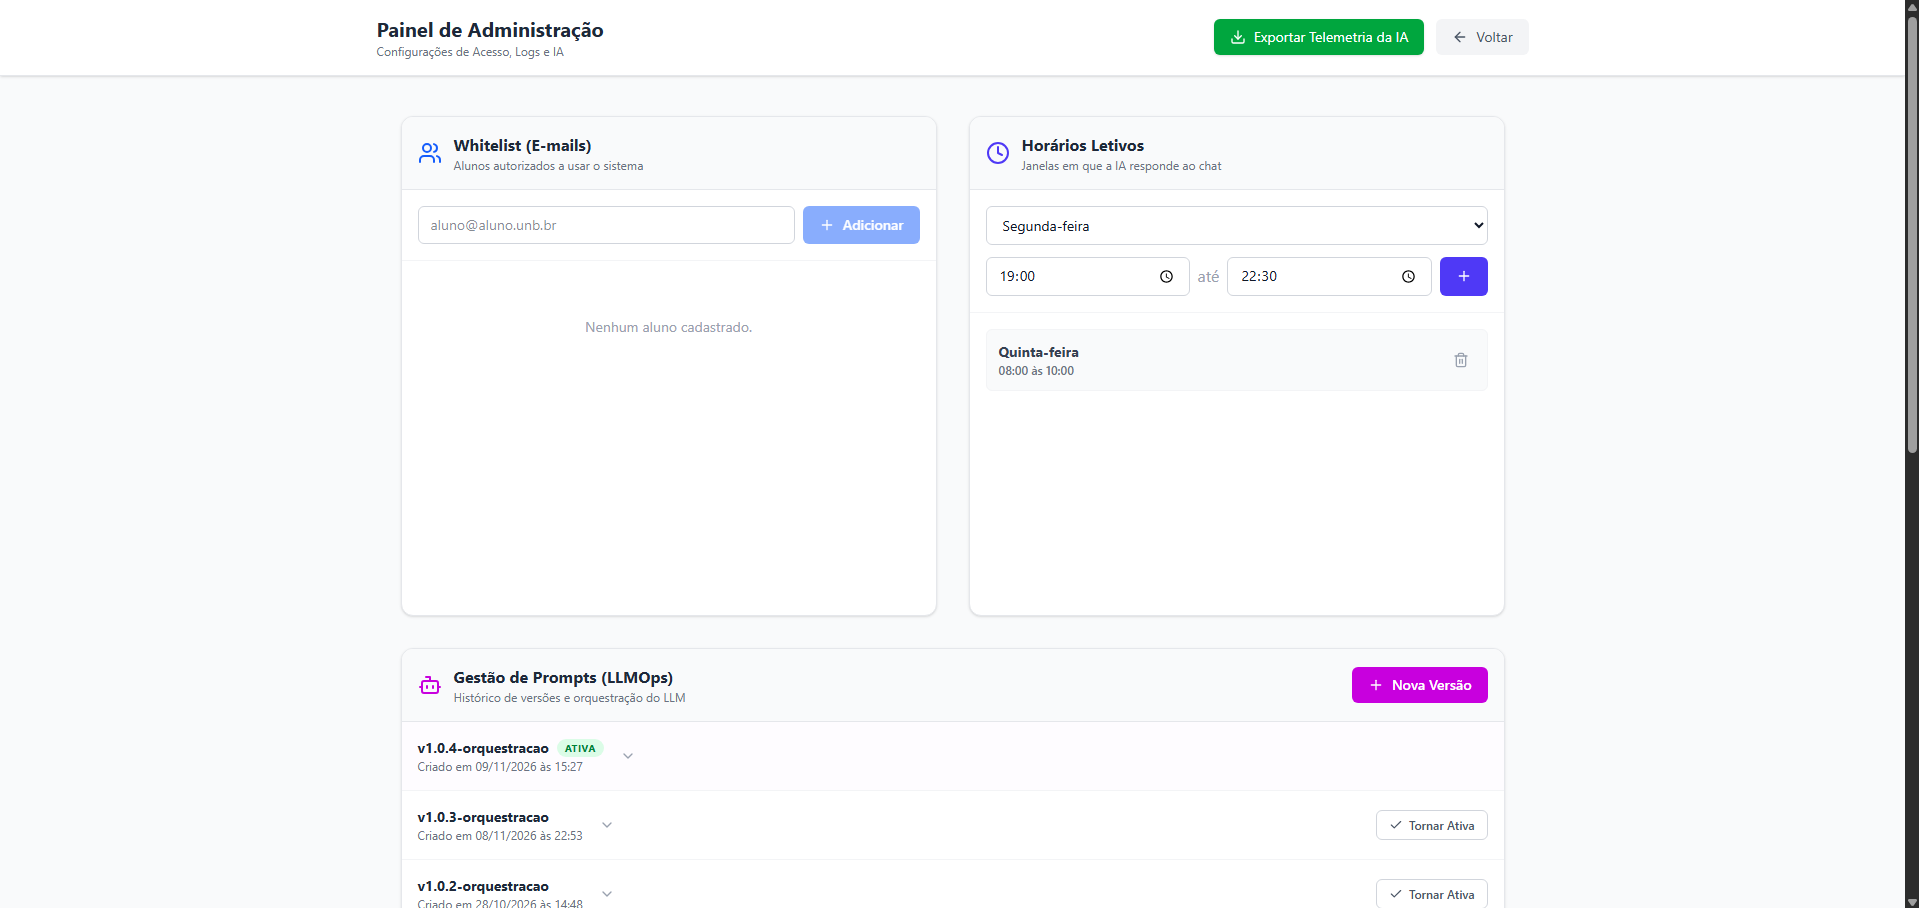 Painel de Administração
Configurações de Acesso, Logs e IA
Exportar Telemetria da IA
Voltar
Whitelist (E-mails)
Alunos autorizados a usar o sistema
aluno@aluno.unb.br
Adicionar
Nenhum aluno cadastrado.
Horários Letivos
Janelas em que a IA responde ao chat
Segunda-feira
19:00
até
22:30
Quinta-feira
08:00 às 10:00
Gestão de Prompts (LLMOps)
Histórico de versões e orquestração do LLM
Nova Versão
v1.0.4-orquestracao ATIVA
Criado em 09/11/2026 às 15:27
v1.0.3-orquestracao
Criado em 08/11/2026 às 22:53
Tornar Ativa
v1.0.2-orquestracao
Criado em 28/10/2026 às 14:48
Tornar Ativa